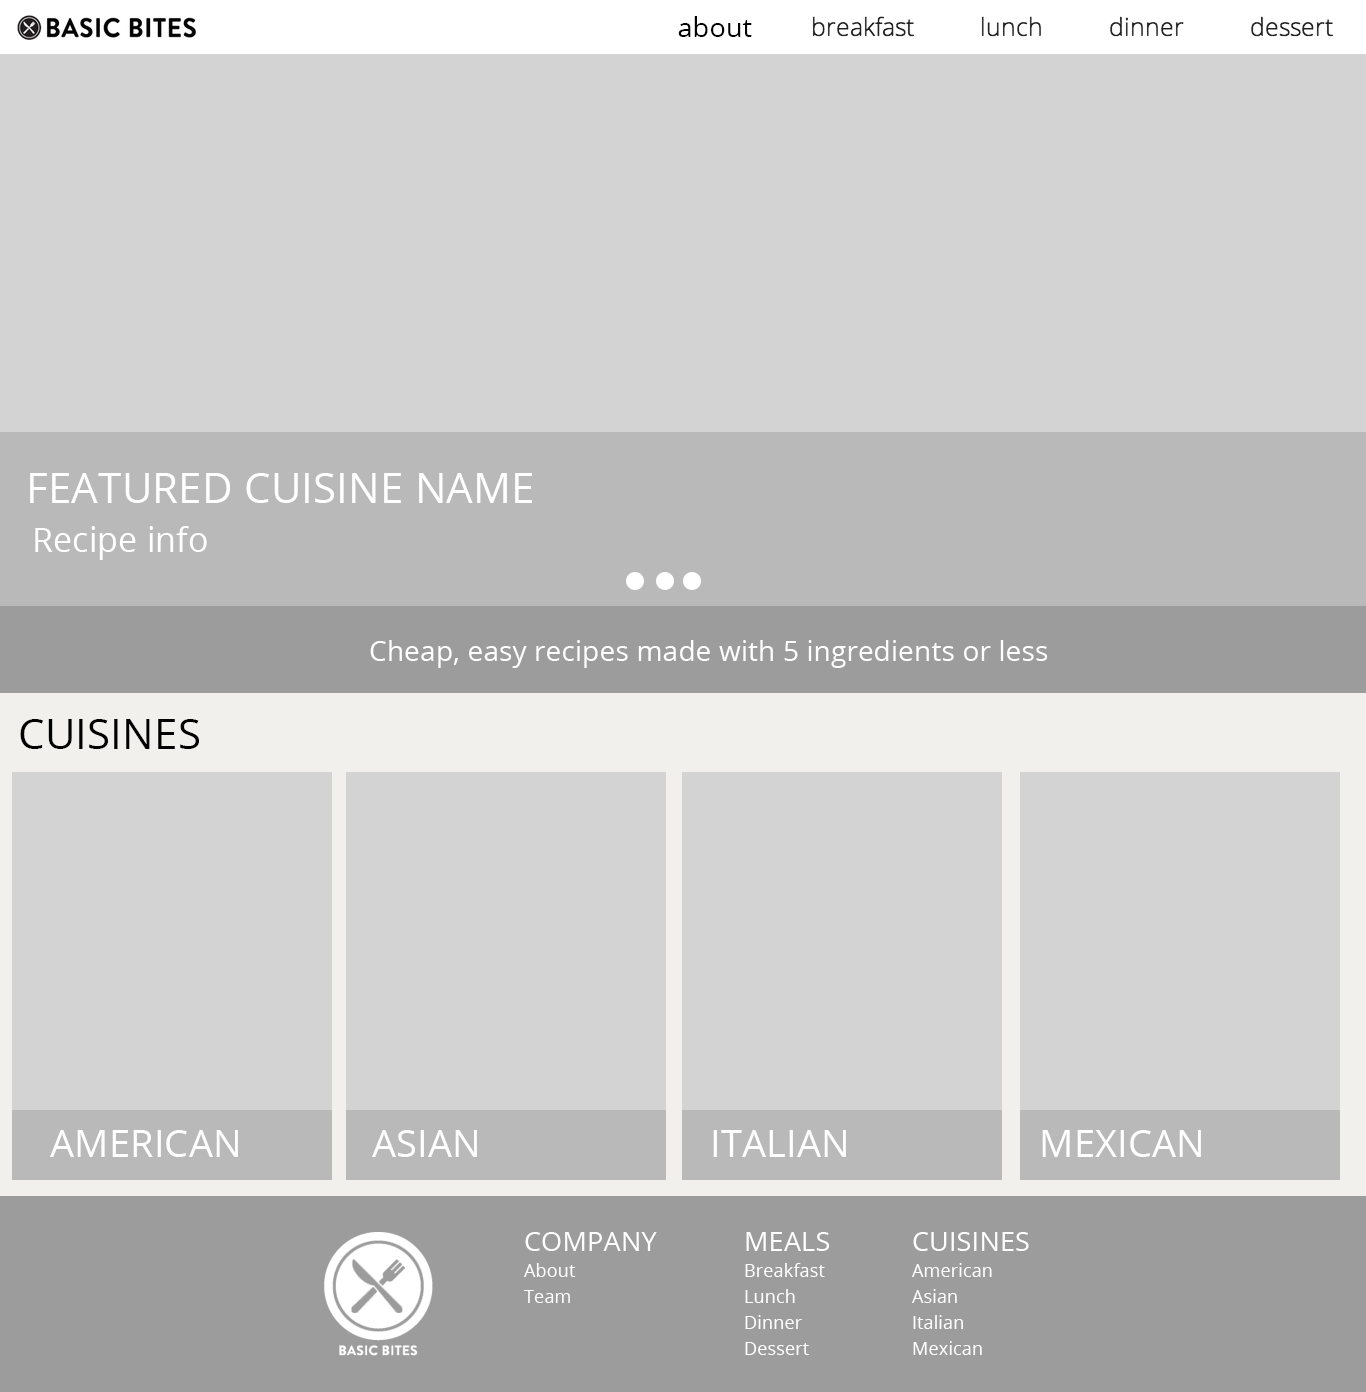 BASIC BITES
about breakfast lunch dinner dessert
FEATURED CUISINE NAME
Recipe info
Cheap, easy recipes made with 5 ingredients or less
CUISINES
AMERICAN
ASIAN
ITALIAN
MEXICAN
BASIC BITES
COMPANY
About
Team
MEALS
Breakfast
Lunch
Dinner
Dessert
CUISINES
American
Asian
Italian
Mexican